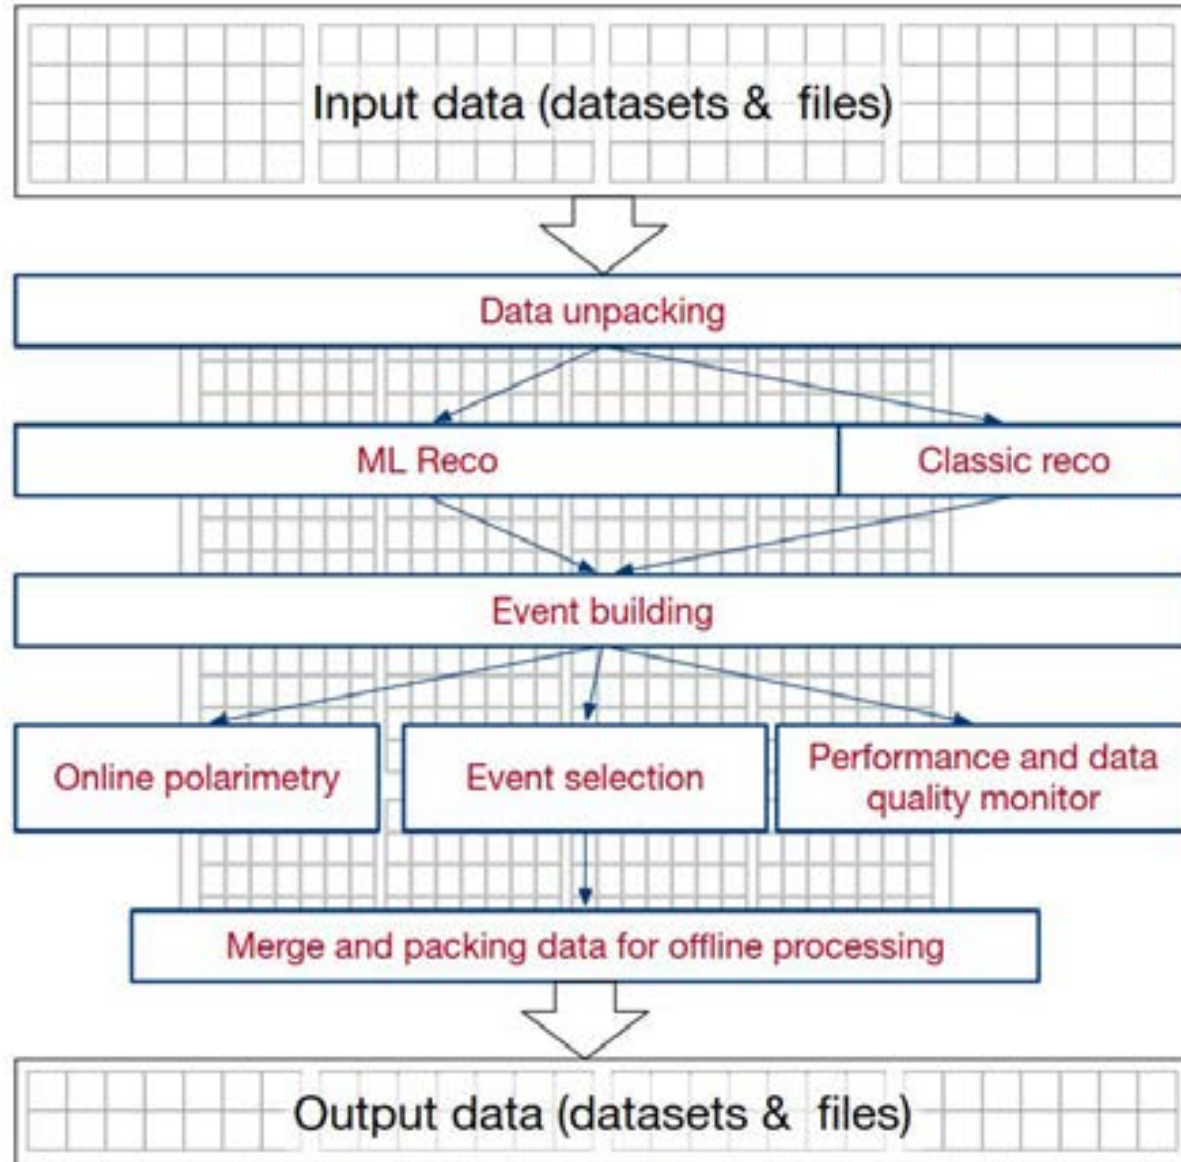 Input data (datasets &  files)
Data unpacking
ML Reco
Classic reco
Event building
Online polarimetry
Event selection
Performance and data
quality monitor
Merge and packing data for offline processing
Output data (datasets &  files)